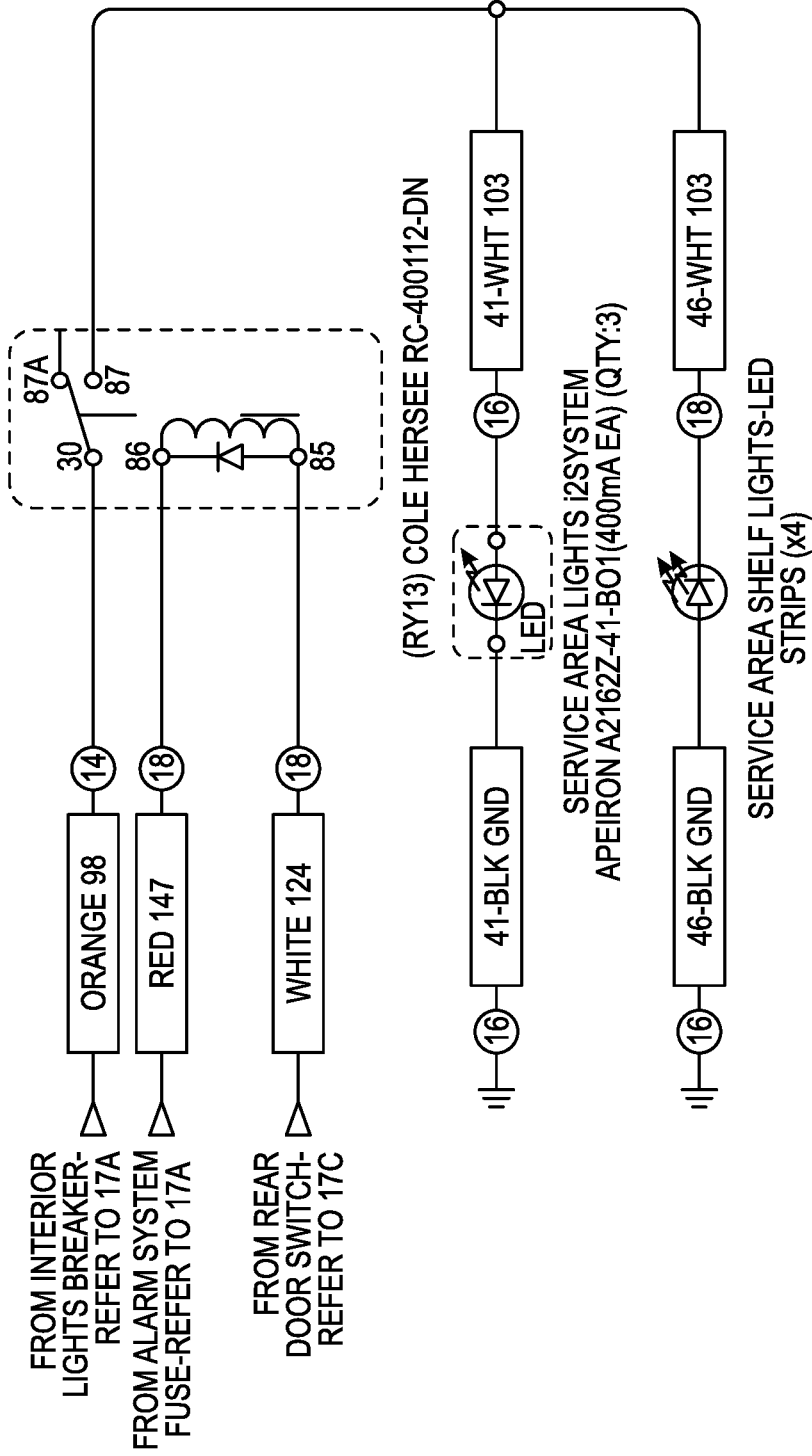 FROM INTERIOR
LIGHTS BREAKER-
REFER TO 17A
ORANGE 98
14
30
87A
87
FROM ALARM SYSTEM
FUSE-REFER TO 17A
RED 147
18
86
FROM REAR
DOOR SWITCH-
REFER TO 17C
WHITE 124
18
85
(RY13) COLE HERSEE RC-400112-DN
16
41-BLK GND
LED
16
41-WHT 103
SERVICE AREA LIGHTS i2SYSTEM
APEIRON A2162Z-41-BO1(400mA EA) (QTY:3)
16
46-BLK GND
18
46-WHT 103
SERVICE AREA SHELF LIGHTS-LED
STRIPS (x4)